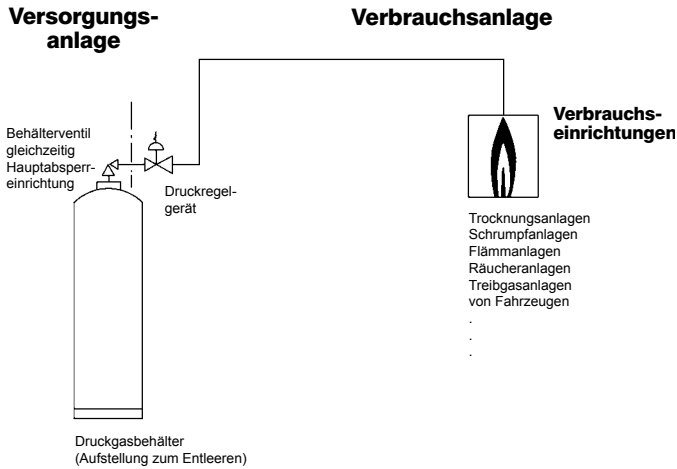 Versorgungs-
anlage
Verbrauchsanlage
Behälterventil
gleichzeitig
Hauptabsperr-
einrichtung
Druckregel-
gerät
Verbrauchs-
einrichtungen
Trocknungsanlagen
Schrumpfanlagen
Flämmanlagen
Räucheranlagen
Treibgasanlagen
von Fahrzeugen
.
.
.
Druckgasbehälter
(Aufstellung zum Entleeren)